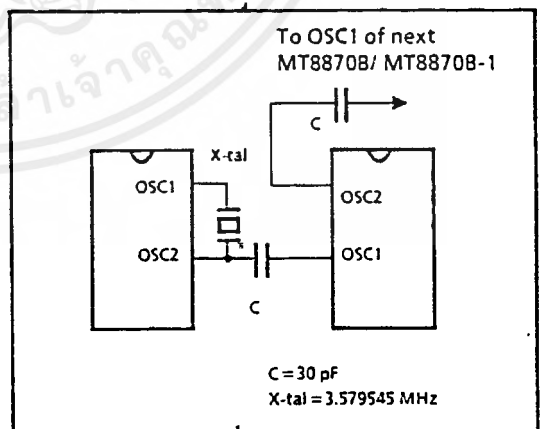 To OSC1 of next
MT8870B/ MT8870B-1
C
X-tal
OSC1
OSC2
OSC2
OSC1
C
C = 30 pF
X-tal = 3.579545 MHz